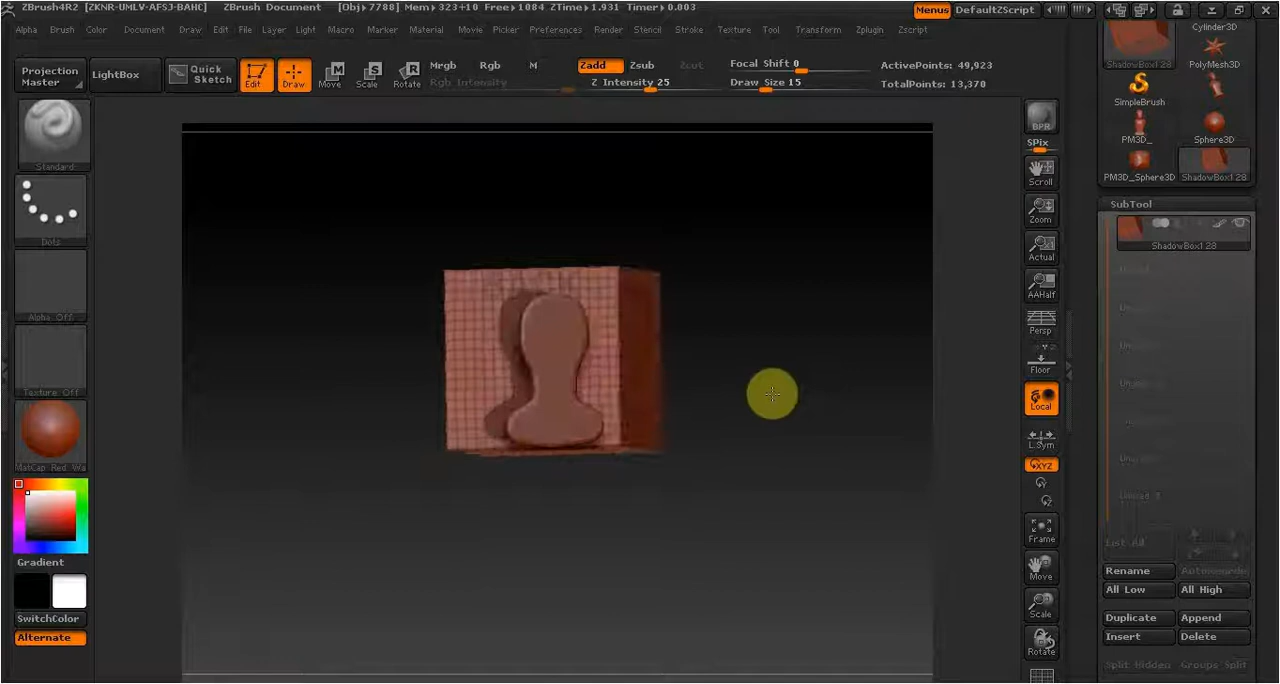 ZBrush4R2 [ZKNR-UMLV-AFSJ-BAHC] ZBrush Document [Obj▸7788] Mem▸323+10 Free▸1084 ZTime▸1.931 Timer▸0.003
Menus DefaultZScript
Alpha Brush Color Document Draw Edit File Layer Light Macro Marker Material Movie Picker Preferences Render Stencil Stroke Texture Tool Transform Zplugin Zscript
Projection Master
LightBox
Quick Sketch
Edit
Draw
Move
Scale
Rotate
Mrgb Rgb M
Rgb Intensity
Zadd Zsub Zcut
Z Intensity 25
Focal Shift 0
Draw Size 15
ActivePoints: 49,923
TotalPoints: 13,370
Standard
Dots
Alpha Off
Texture Off
MatCap Red Wa
Gradient
SwitchColor
Alternate
BPR
SPix
Scroll
Zoom
Actual
AAHalf
Persp
Floor
Local
L.Sym
XYZ
Frame
Move
Scale
Rotate
ShadowBox128
Cylinder3D
PolyMesh3D
SimpleBrush
PM3D_
Sphere3D
PM3D_Sphere3D
ShadowBox128
SubTool
ShadowBox128
List All
Rename
All Low All High
Duplicate Append
Insert Delete
Split Hidden Groups Split